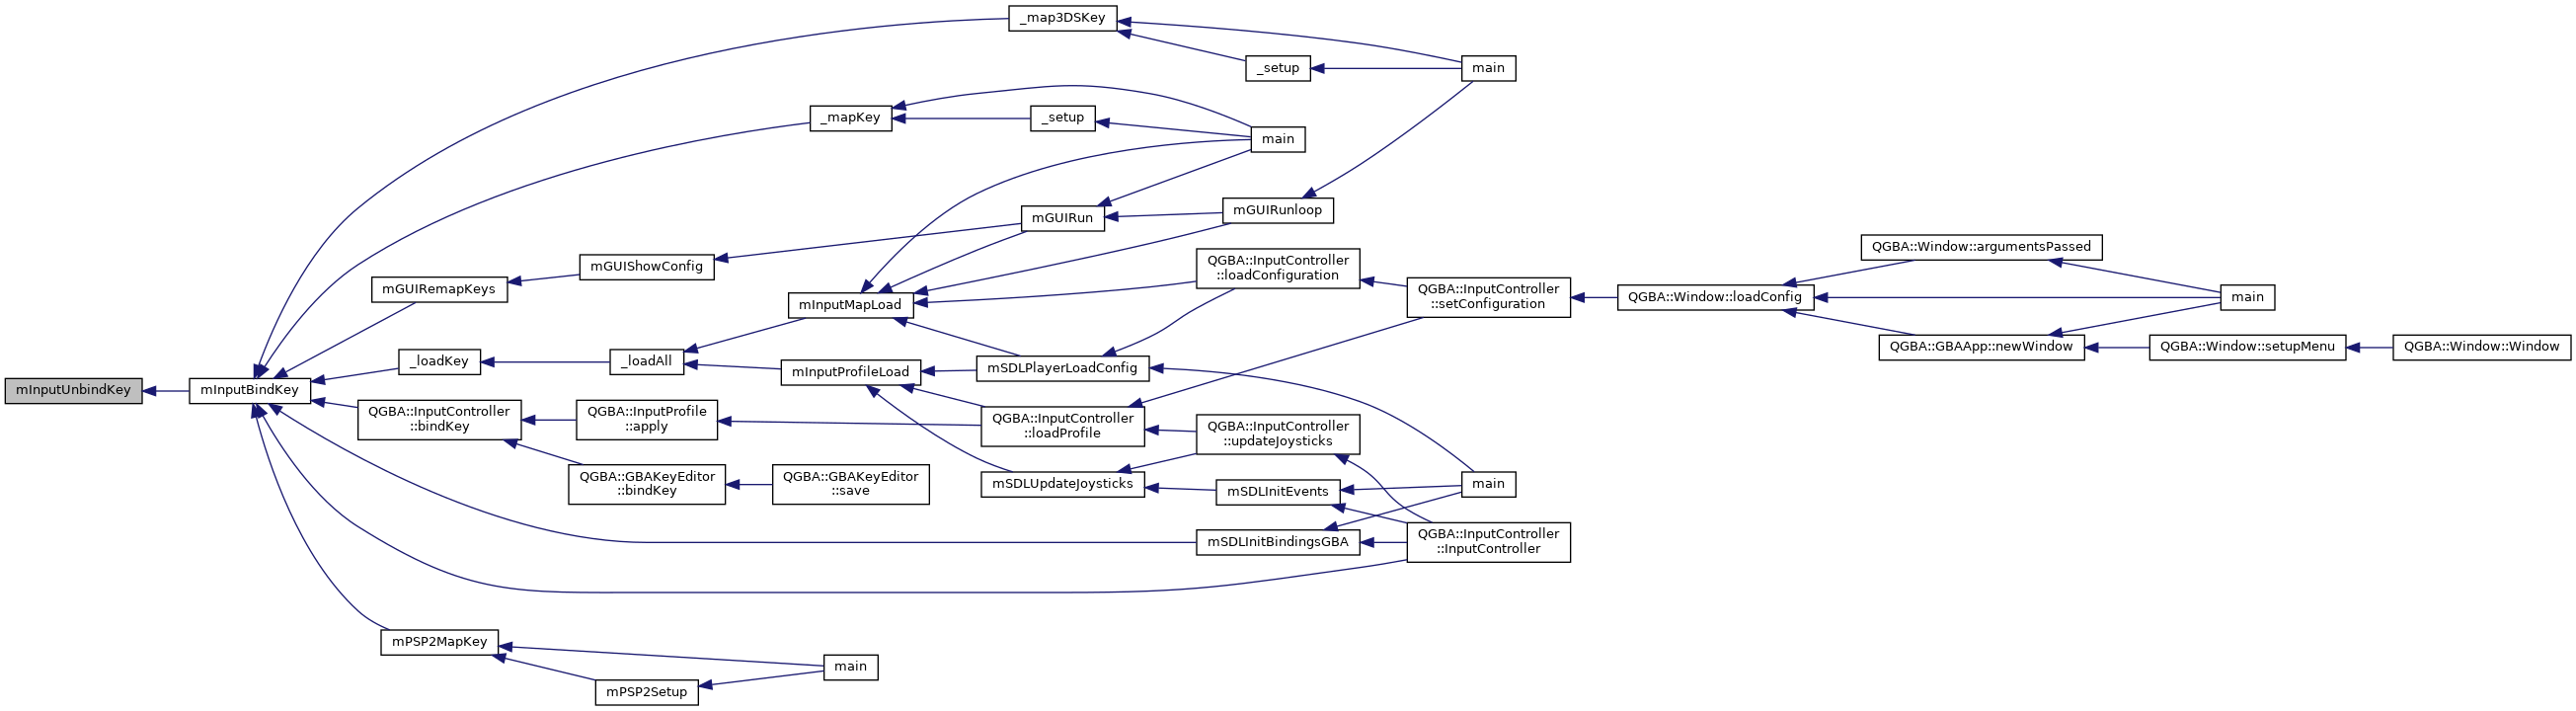 _map3DSKey
_setup
main
_mapKey
_setup
main
mGUIRun
mGUIRunloop
mGUIShowConfig
mGUIRemapKeys
mInputMapLoad
QGBA::InputController
::loadConfiguration
QGBA::InputController
::setConfiguration
QGBA::Window::loadConfig
QGBA::Window::argumentsPassed
main
QGBA::GBAApp::newWindow
QGBA::Window::setupMenu
QGBA::Window::Window
_loadKey
_loadAll
mInputProfileLoad
mSDLPlayerLoadConfig
mInputUnbindKey
mInputBindKey
QGBA::InputController
::bindKey
QGBA::InputProfile
::apply
QGBA::InputController
::loadProfile
QGBA::InputController
::updateJoysticks
QGBA::GBAKeyEditor
::bindKey
QGBA::GBAKeyEditor
::save
mSDLUpdateJoysticks
mSDLInitEvents
main
mSDLInitBindingsGBA
QGBA::InputController
::InputController
mPSP2MapKey
main
mPSP2Setup